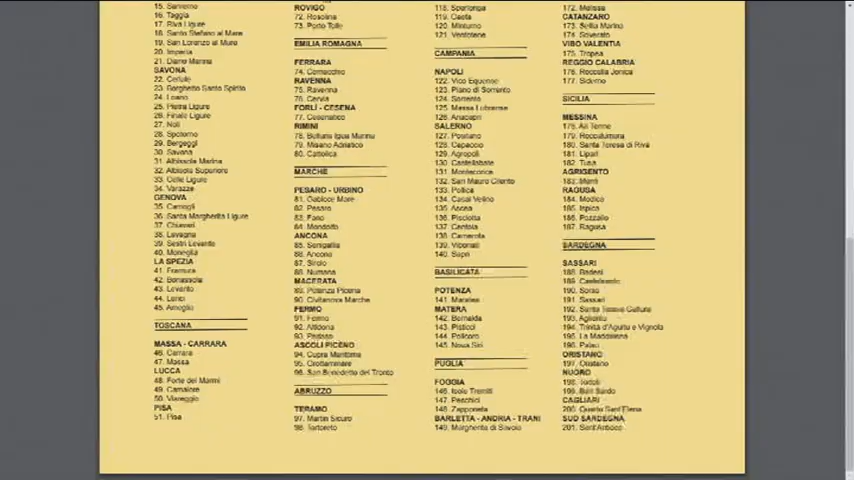 15. Sanremo
16. Taggia
17. Riva Ligure
18. Santo Stefano al Mare
19. San Lorenzo al Mare
20. Imperia
21. Diano Marina
SAVONA
22. Ceriale
23. Borghetto Santo Spirito
24. Loano
25. Pietra Ligure
26. Finale Ligure
27. Noli
28. Spotorno
29. Bergeggi
30. Savona
31. Albissola Marina
32. Albisola Superiore
33. Celle Ligure
34. Varazze
GENOVA
35. Camogli
36. Santa Margherita Ligure
37. Chiavari
38. Lavagna
39. Sestri Levante
40. Moneglia
LA SPEZIA
41. Framura
42. Bonassola
43. Levanto
44. Lerici
45. Ameglia
TOSCANA
MASSA - CARRARA
46. Carrara
47. Massa
LUCCA
48. Forte dei Marmi
49. Camaiore
50. Viareggio
PISA
51. Pisa
ROVIGO
72. Rosolina
73. Porto Tolle
EMILIA ROMAGNA
FERRARA
74. Comacchio
RAVENNA
75. Ravenna
76. Cervia
FORLÌ - CESENA
77. Cesenatico
RIMINI
78. Bellaria Igea Marina
79. Misano Adriatico
80. Cattolica
MARCHE
PESARO - URBINO
81. Gabicce Mare
82. Pesaro
83. Fano
84. Mondolfo
ANCONA
85. Senigallia
86. Ancona
87. Sirolo
88. Numana
MACERATA
89. Potenza Picena
90. Civitanova Marche
FERMO
91. Fermo
92. Altidona
93. Pedaso
ASCOLI PICENO
94. Cupra Marittima
95. Grottammare
96. San Benedetto del Tronto
ABRUZZO
TERAMO
97. Martin Sicuro
98. Tortoreto
118. Sperlonga
119. Gaeta
120. Minturno
121. Ventotene
CAMPANIA
NAPOLI
122. Vico Equense
123. Piano di Sorrento
124. Sorrento
125. Massa Lubrense
126. Anacapri
SALERNO
127. Positano
128. Capaccio
129. Agropoli
130. Castellabate
131. Montecorice
132. San Mauro Cilento
133. Pollica
134. Casal Velino
135. Ascea
136. Pisciotta
137. Centola
138. Camerota
139. Vibonati
140. Sapri
BASILICATA
POTENZA
141. Maratea
MATERA
142. Bernalda
143. Pisticci
144. Policoro
145. Nova Siri
PUGLIA
FOGGIA
146. Isole Tremiti
147. Peschici
148. Zapponeta
BARLETTA - ANDRIA - TRANI
149. Margherita di Savoia
172. Melissa
CATANZARO
173. Sellia Marina
174. Soverato
VIBO VALENTIA
175. Tropea
REGGIO CALABRIA
176. Roccella Jonica
177. Siderno
SICILIA
MESSINA
178. Alì Terme
179. Roccalumera
180. Santa Teresa di Riva
181. Lipari
182. Tusa
AGRIGENTO
183. Menfi
RAGUSA
184. Modica
185. Ispica
186. Pozzallo
187. Ragusa
SARDEGNA
SASSARI
188. Badesi
189. Castelsardo
190. Sorso
191. Sassari
192. Santa Teresa Gallura
193. Aglientu
194. Trinità d'Agultu e Vignola
195. La Maddalena
196. Palau
ORISTANO
197. Oristano
NUORO
198. Tortolì
199. Bari Sardo
CAGLIARI
200. Quartu Sant'Elena
SUD SARDEGNA
201. Sant'Antioco